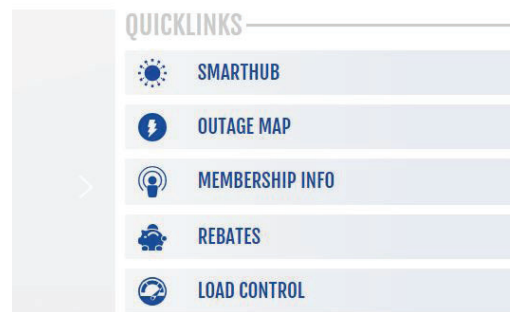 QUICKLINKS
SMARTHUB
OUTAGE MAP
MEMBERSHIP INFO
REBATES
LOAD CONTROL